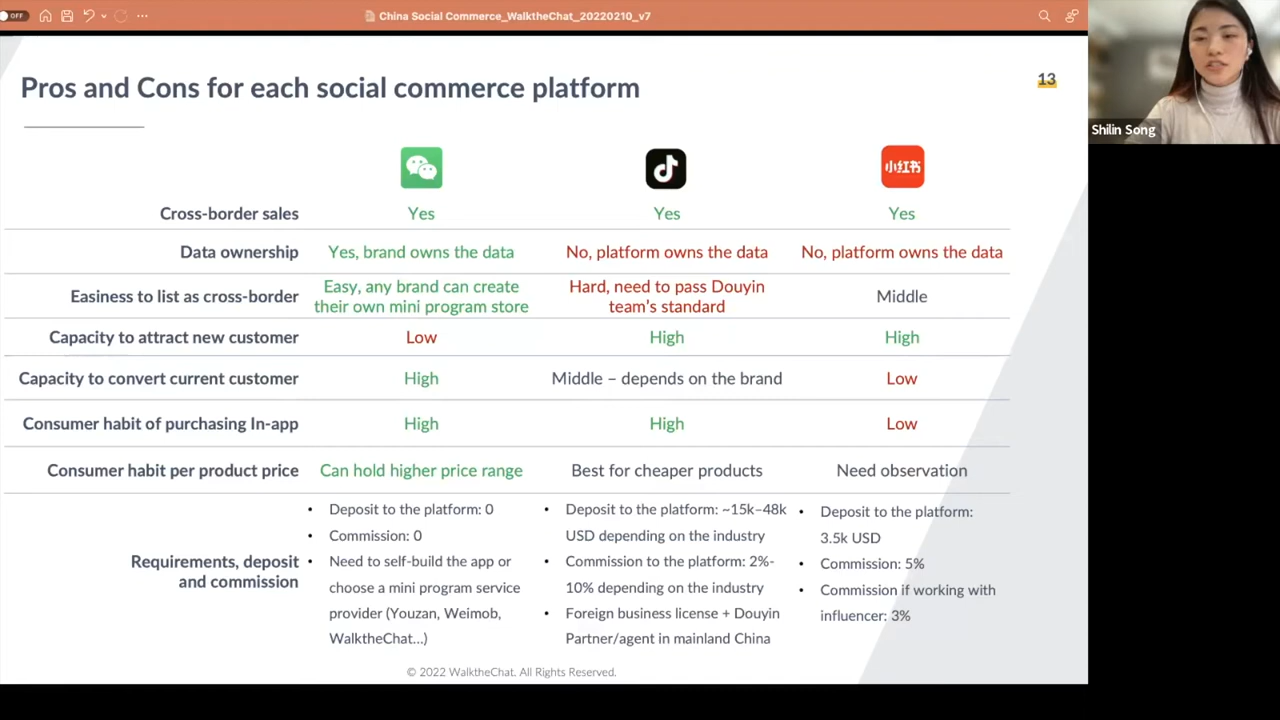 OFF
China Social Commerce_WalktheChat_20220210_v7
Pros and Cons for each social commerce platform
13
Shilin Song
小红书
Cross-border sales
Yes
Yes
Yes
Data ownership
Yes, brand owns the data
No, platform owns the data
No, platform owns the data
Easiness to list as cross-border
Easy, any brand can create
their own mini program store
Hard, need to pass Douyin
team's standard
Middle
Capacity to attract new customer
Low
High
High
Capacity to convert current customer
High
Middle – depends on the brand
Low
Consumer habit of purchasing In-app
High
High
Low
Consumer habit per product price
Can hold higher price range
Best for cheaper products
Need observation
Requirements, deposit
and commission
• Deposit to the platform: 0
• Commission: 0
• Need to self-build the app or
choose a mini program service
provider (Youzan, Weimob,
WalktheChat...)
• Deposit to the platform: ~15k–48k
USD depending on the industry
• Commission to the platform: 2%-
10% depending on the industry
• Foreign business license + Douyin
Partner/agent in mainland China
• Deposit to the platform:
3.5k USD
• Commission: 5%
• Commission if working with
influencer: 3%
© 2022 WalktheChat. All Rights Reserved.